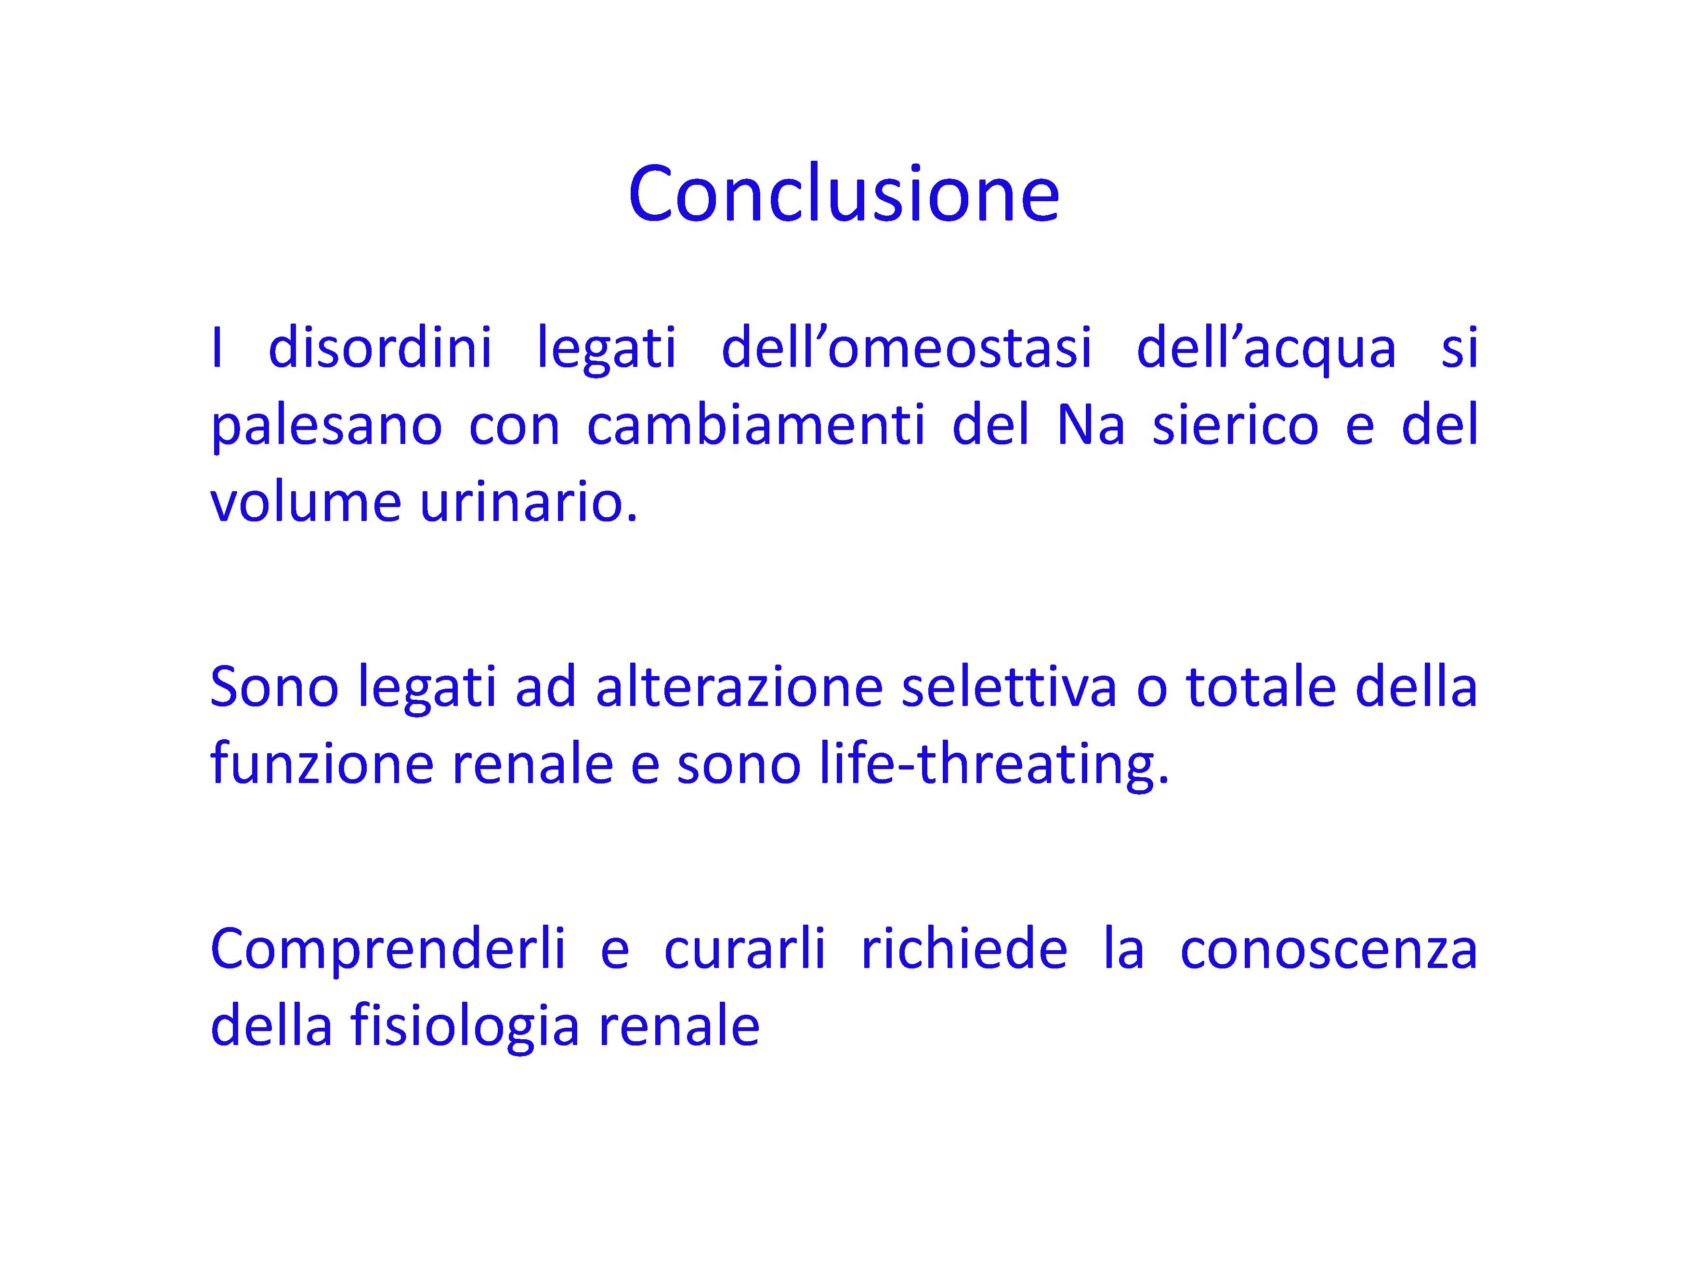 Conclusione
I disordini legati dell’omeostasi dell’acqua si
palesano con cambiamenti del Na sierico e del
volume urinario.
Sono legati ad alterazione selettiva o totale della
funzione renale e sono life-threating.
Comprenderli e curarli richiede la conoscenza
della fisiologia renale